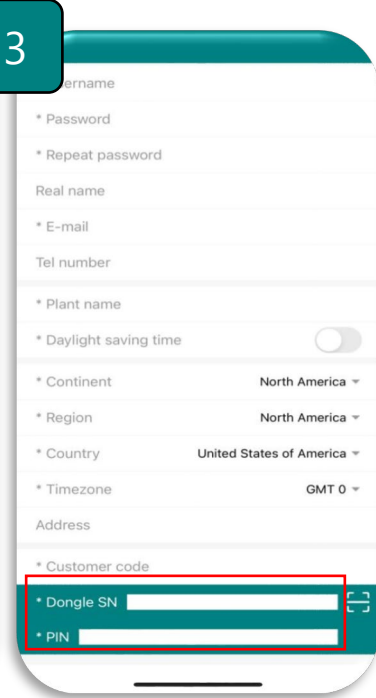 3
ername
* Password
* Repeat password
Real name
* E-mail
Tel number
* Plant name
* Daylight saving time
* Continent North America
* Region North America
* Country United States of America
* Timezone GMT 0
Address
* Customer code
* Dongle SN
* PIN